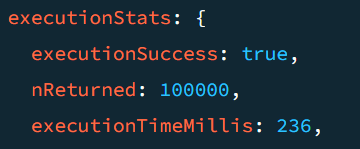 executionStats: {
executionSuccess: true,
nReturned: 100000,
executionTimeMillis: 236,